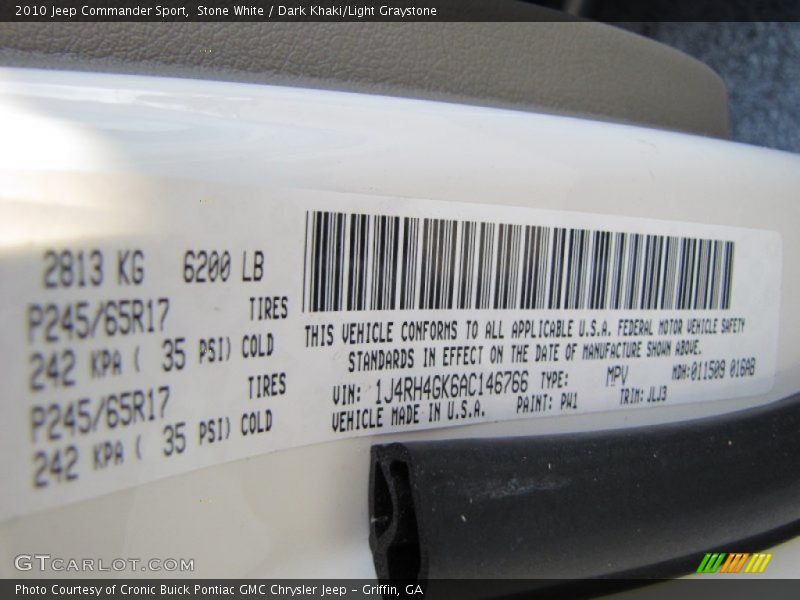 2010 Jeep Commander Sport, Stone White / Dark Khaki/Light Graystone
2813 KG 6200 LB
P245/65R17 TIRES
242 KPA ( 35 PSI) COLD
P245/65R17 TIRES
242 KPA ( 35 PSI) COLD
THIS VEHICLE CONFORMS TO ALL APPLICABLE U.S.A. FEDERAL MOTOR VEHICLE SAFETY
STANDARDS IN EFFECT ON THE DATE OF MANUFACTURE SHOWN ABOVE.
VIN: 1J4RH4GK6AC146766 TYPE: MPV MDH:011509 016AB
VEHICLE MADE IN U.S.A. PAINT: PW1 TRIM: JLJ3
GTCARLOT.COM
Photo Courtesy of Cronic Buick Pontiac GMC Chrysler Jeep - Griffin, GA